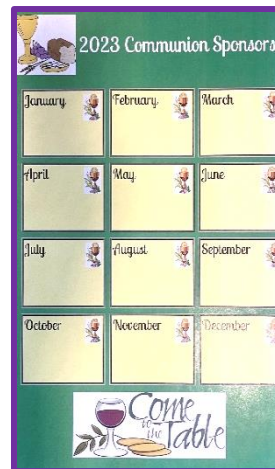 2023 Communion Sponsors
January February March
April May June
July August September
October November December
Come
to the
Table